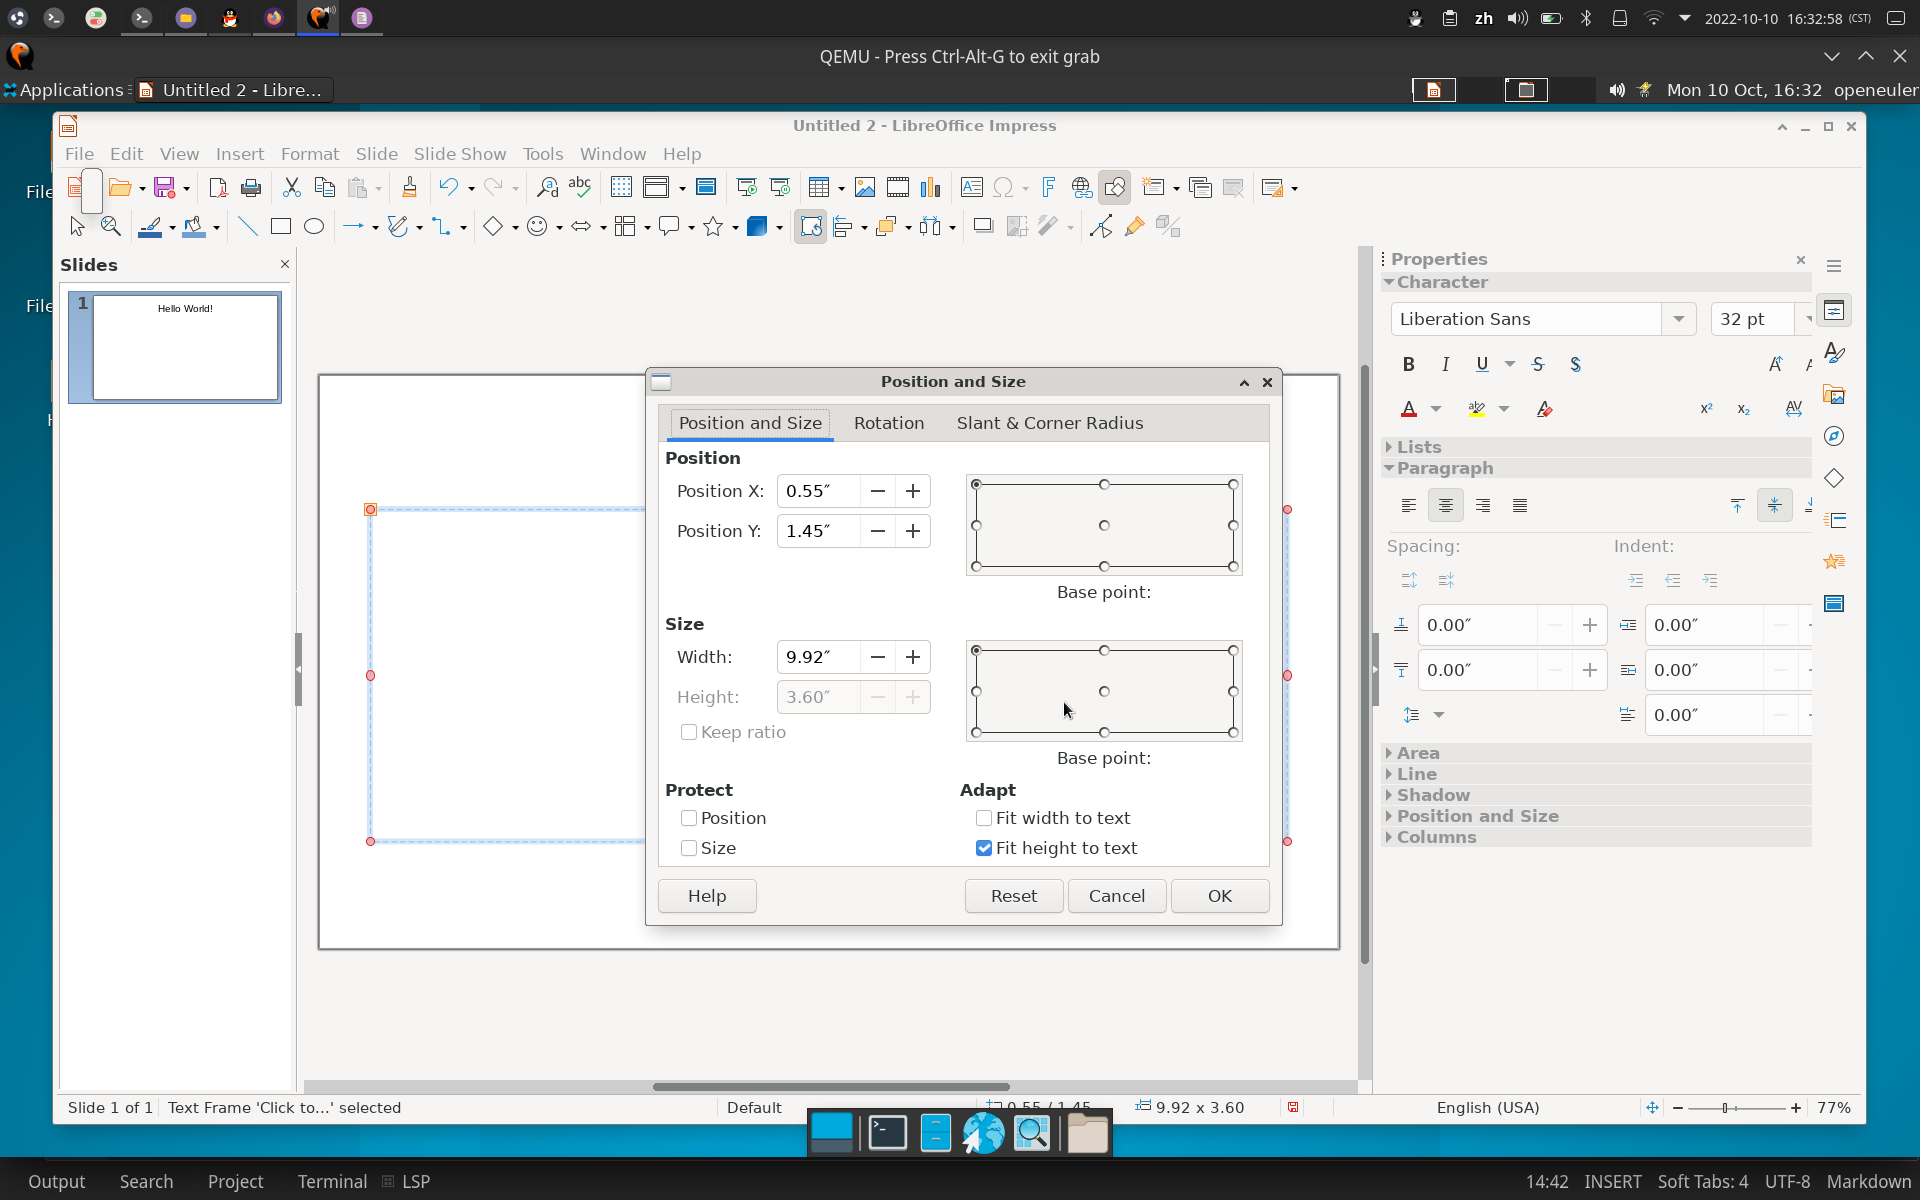 zh
2022-10-10 16:32:58 (CST)
QEMU - Press Ctrl-Alt-G to exit grab
Applications
Untitled 2 - Libre...
Mon 10 Oct, 16:32 openeuler
Untitled 2 - LibreOffice Impress
File Edit View Insert Format Slide Slide Show Tools Window Help
File
abc
Slides
1
Hello World!
File
Properties
Character
Liberation Sans
32 pt
B I U S S
A
A ab x² x₂ AV
Lists
Paragraph
Spacing: Indent:
0.00″ 0.00″
0.00″ 0.00″
0.00″
Area
Line
Shadow
Position and Size
Columns
Position and Size
Position and Size Rotation Slant & Corner Radius
Position
Position X: 0.55″
Position Y: 1.45″
Base point:
Size
Width: 9.92″
Height: 3.60″
Keep ratio
Base point:
Protect Adapt
Position Fit width to text
Size Fit height to text
Help Reset Cancel OK
Slide 1 of 1 Text Frame 'Click to...' selected Default 0.55 / 1.45 9.92 x 3.60 English (USA) 77%
Output Search Project Terminal LSP 14:42 INSERT Soft Tabs: 4 UTF-8 Markdown